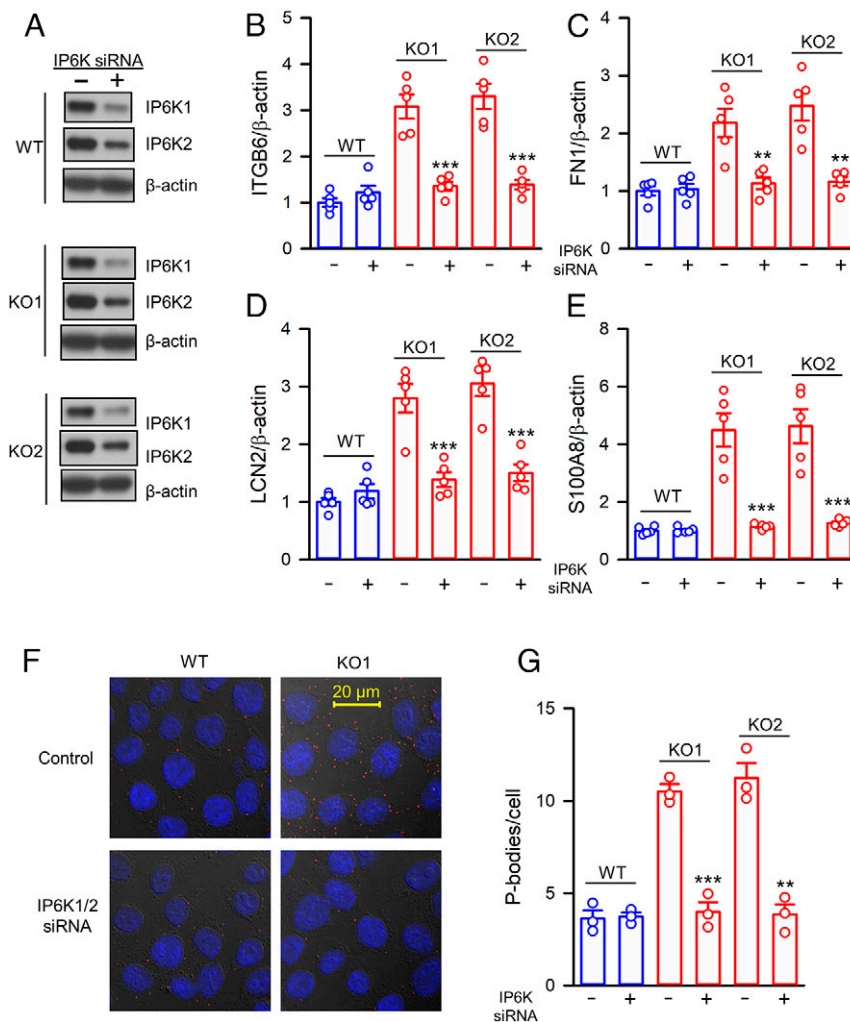 A
IP6K siRNA
− +
WT
IP6K1
IP6K2
β-actin
KO1
IP6K1
IP6K2
β-actin
KO2
IP6K1
IP6K2
β-actin
B
ITGB6/β-actin
5
4
3
2
1
0
WT
KO1
KO2
***
***
− + − + − +
C
FN1/β-actin
4
3
2
1
0
WT
KO1
KO2
**
**
IP6K
siRNA
− + − + − +
D
LCN2/β-actin
4
3
2
1
0
WT
KO1
KO2
***
***
− + − + − +
E
S100A8/β-actin
8
6
4
2
0
WT
KO1
KO2
***
***
IP6K
siRNA
− + − + − +
F
WT
KO1
20 µm
Control
IP6K1/2
siRNA
G
P-bodies/cell
15
10
5
0
WT
KO1
KO2
***
**
IP6K
siRNA
− + − + − +